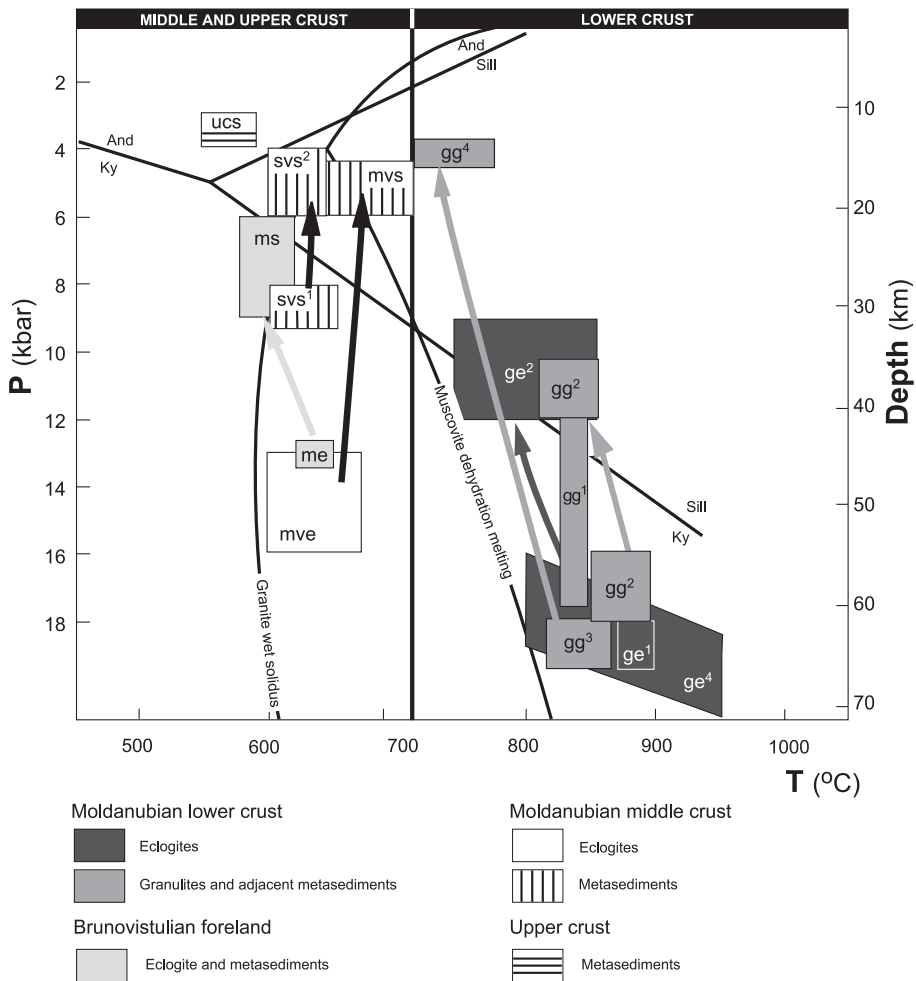 MIDDLE AND UPPER CRUST
LOWER CRUST
And
Sill
2
10
ucs
And
Ky
4
svs²
mvs
gg⁴
6
20
ms
8
svs¹
30
P (kbar)
Depth (km)
10
ge²
gg²
12
40
me
Muscovite dehydration melting
gg¹
14
mve
50
Sill
Ky
16
Granite wet solidus
gg²
60
18
gg³
ge¹
ge⁴
70
500
600
700
800
900
1000
T (ºC)
Moldanubian lower crust
Eclogites
Granulites and adjacent metasediments
Brunovistulian foreland
Eclogite and metasediments
Moldanubian middle crust
Eclogites
Metasediments
Upper crust
Metasediments